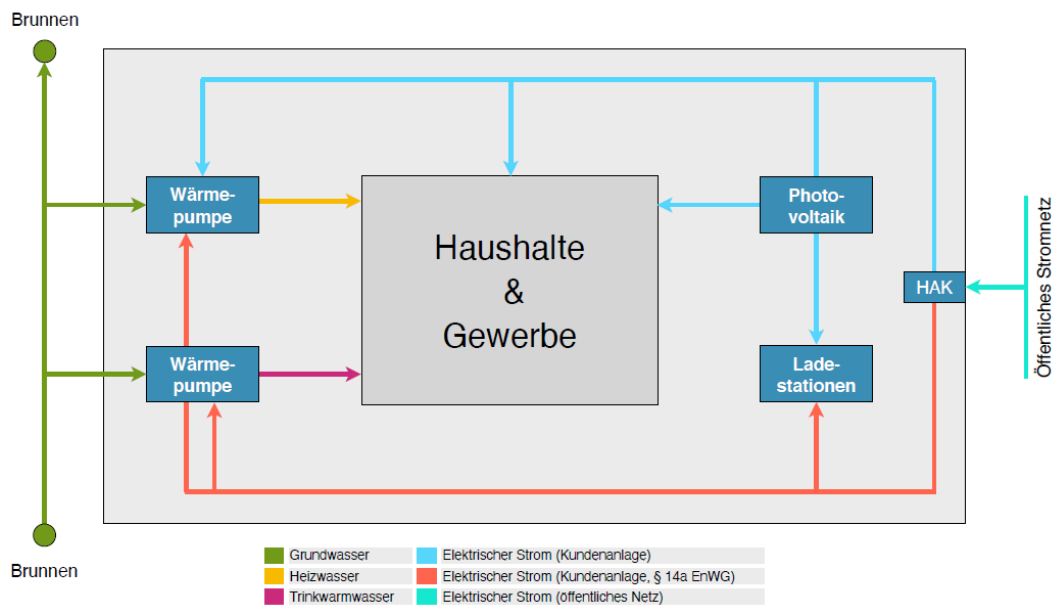 Brunnen
Wärme-
pumpe
Haushalte
&
Gewerbe
Photo-
voltaik
HAK
Öffentliches Stromnetz
Wärme-
pumpe
Lade-
stationen
Brunnen
Grundwasser
Elektrischer Strom (Kundenanlage)
Heizwasser
Elektrischer Strom (Kundenanlage, § 14a EnWG)
Trinkwarmwasser
Elektrischer Strom (öffentliches Netz)